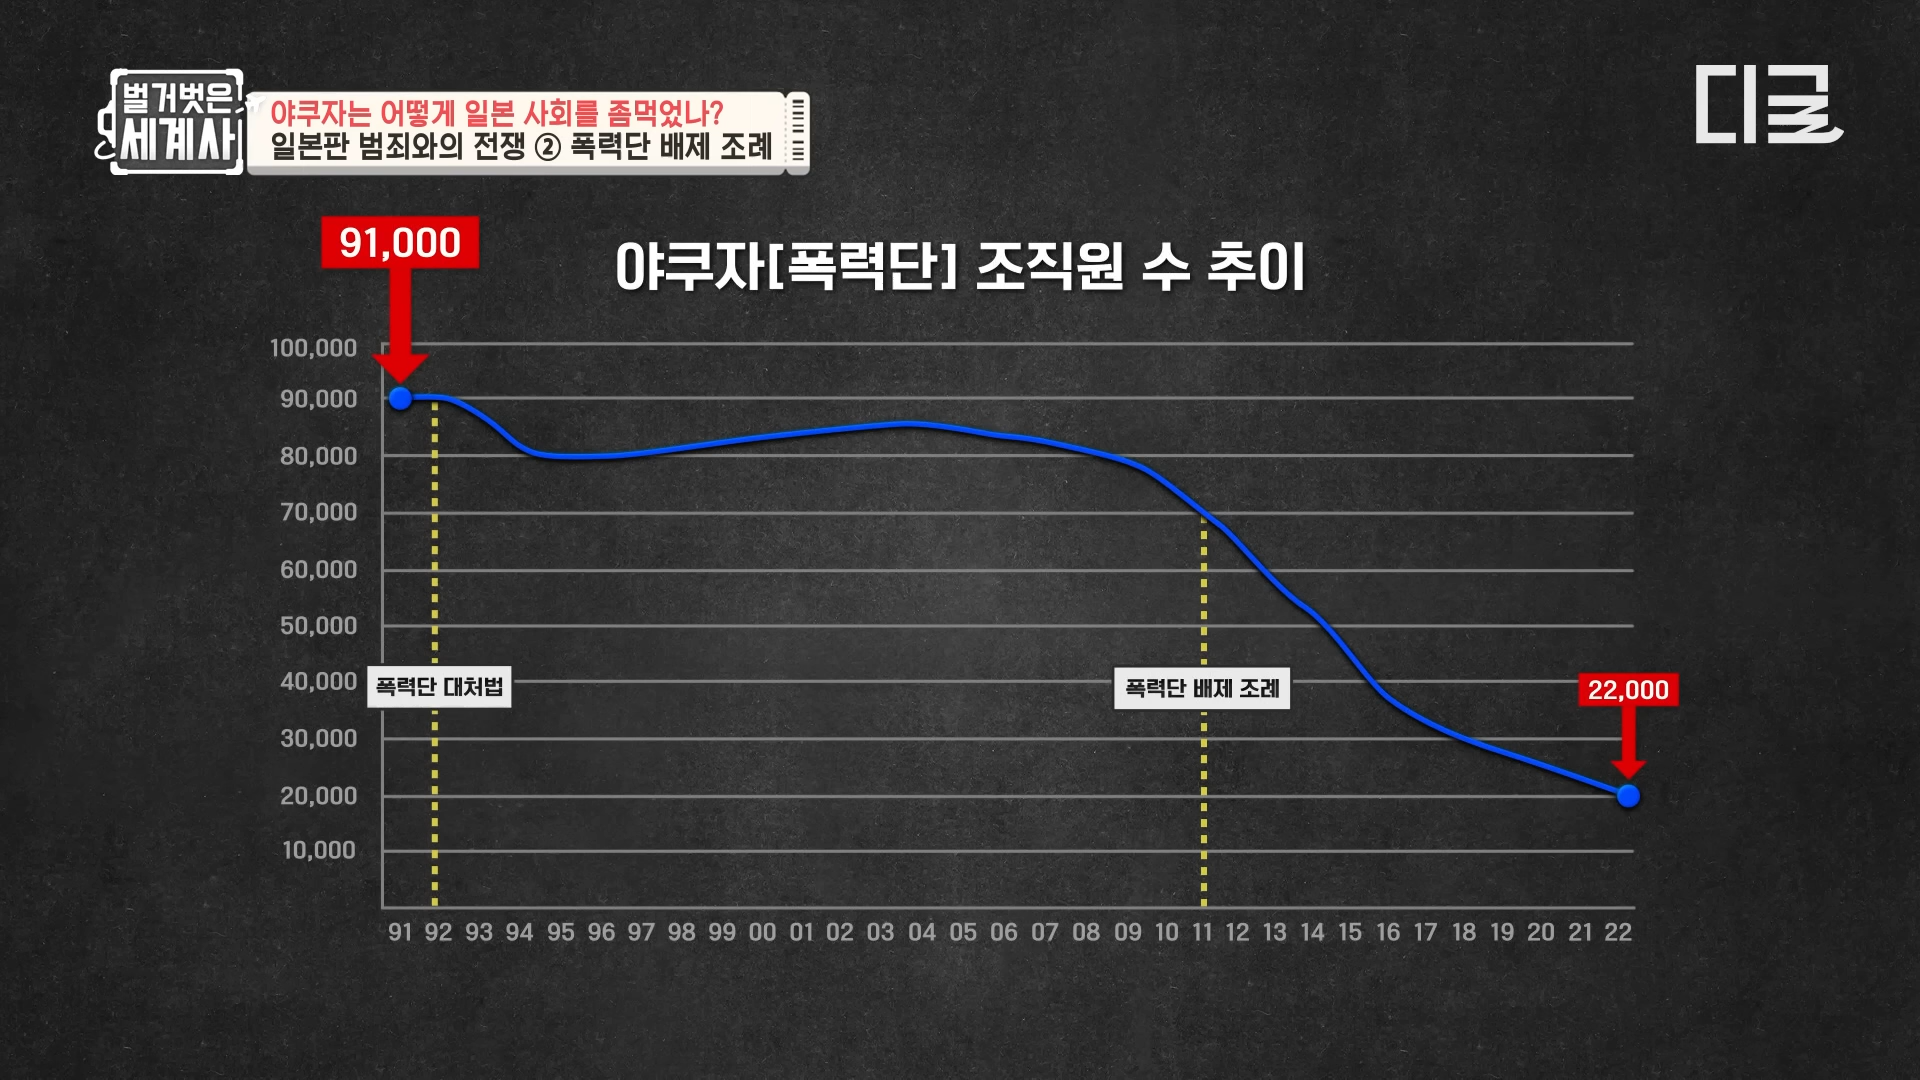 벌거벗은
세계사
야쿠자는 어떻게 일본 사회를 좀먹었나?
일본판 범죄와의 전쟁 ② 폭력단 배제 조례
디글
91,000
야쿠자[폭력단] 조직원 수 추이
100,000
90,000
80,000
70,000
60,000
50,000
40,000
30,000
20,000
10,000
폭력단 대처법
폭력단 배제 조례
22,000
91 92 93 94 95 96 97 98 99 00 01 02 03 04 05 06 07 08 09 10 11 12 13 14 15 16 17 18 19 20 21 22